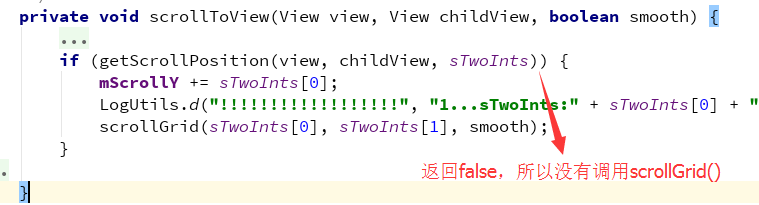 private void scrollToView(View view, View childView, boolean smooth) {
...
if (getScrollPosition(view, childView, sTwoInts)) {
mScrollY += sTwoInts[0];
LogUtils.d("!!!!!!!!!!!!!!!!!!", "1...sTwoInts:" + sTwoInts[0] + "
scrollGrid(sTwoInts[0], sTwoInts[1], smooth);
}
返回false，所以没有调用scrollGrid()
}